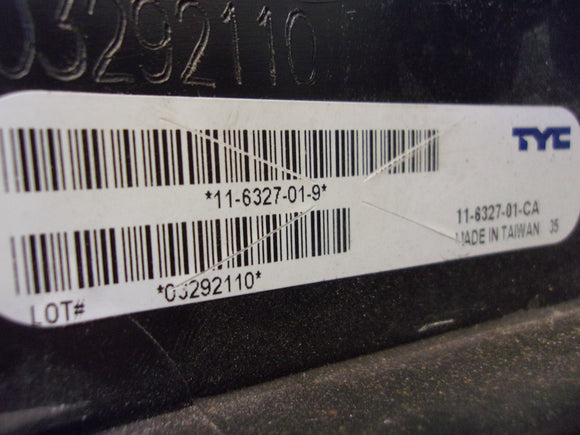 03292110
TYC
*11-6327-01-9*
11-6327-01-CA
MADE IN TAIWAN 35
*03292110*
LOT#